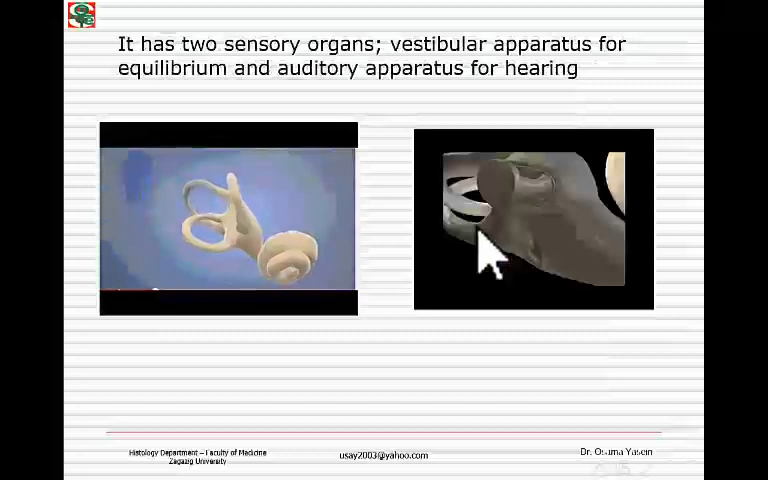 It has two sensory organs; vestibular apparatus for
equilibrium and auditory apparatus for hearing
Histology Department – Faculty of Medicine
Zagazig University
usay2003@yahoo.com
Dr. Osama Yasein